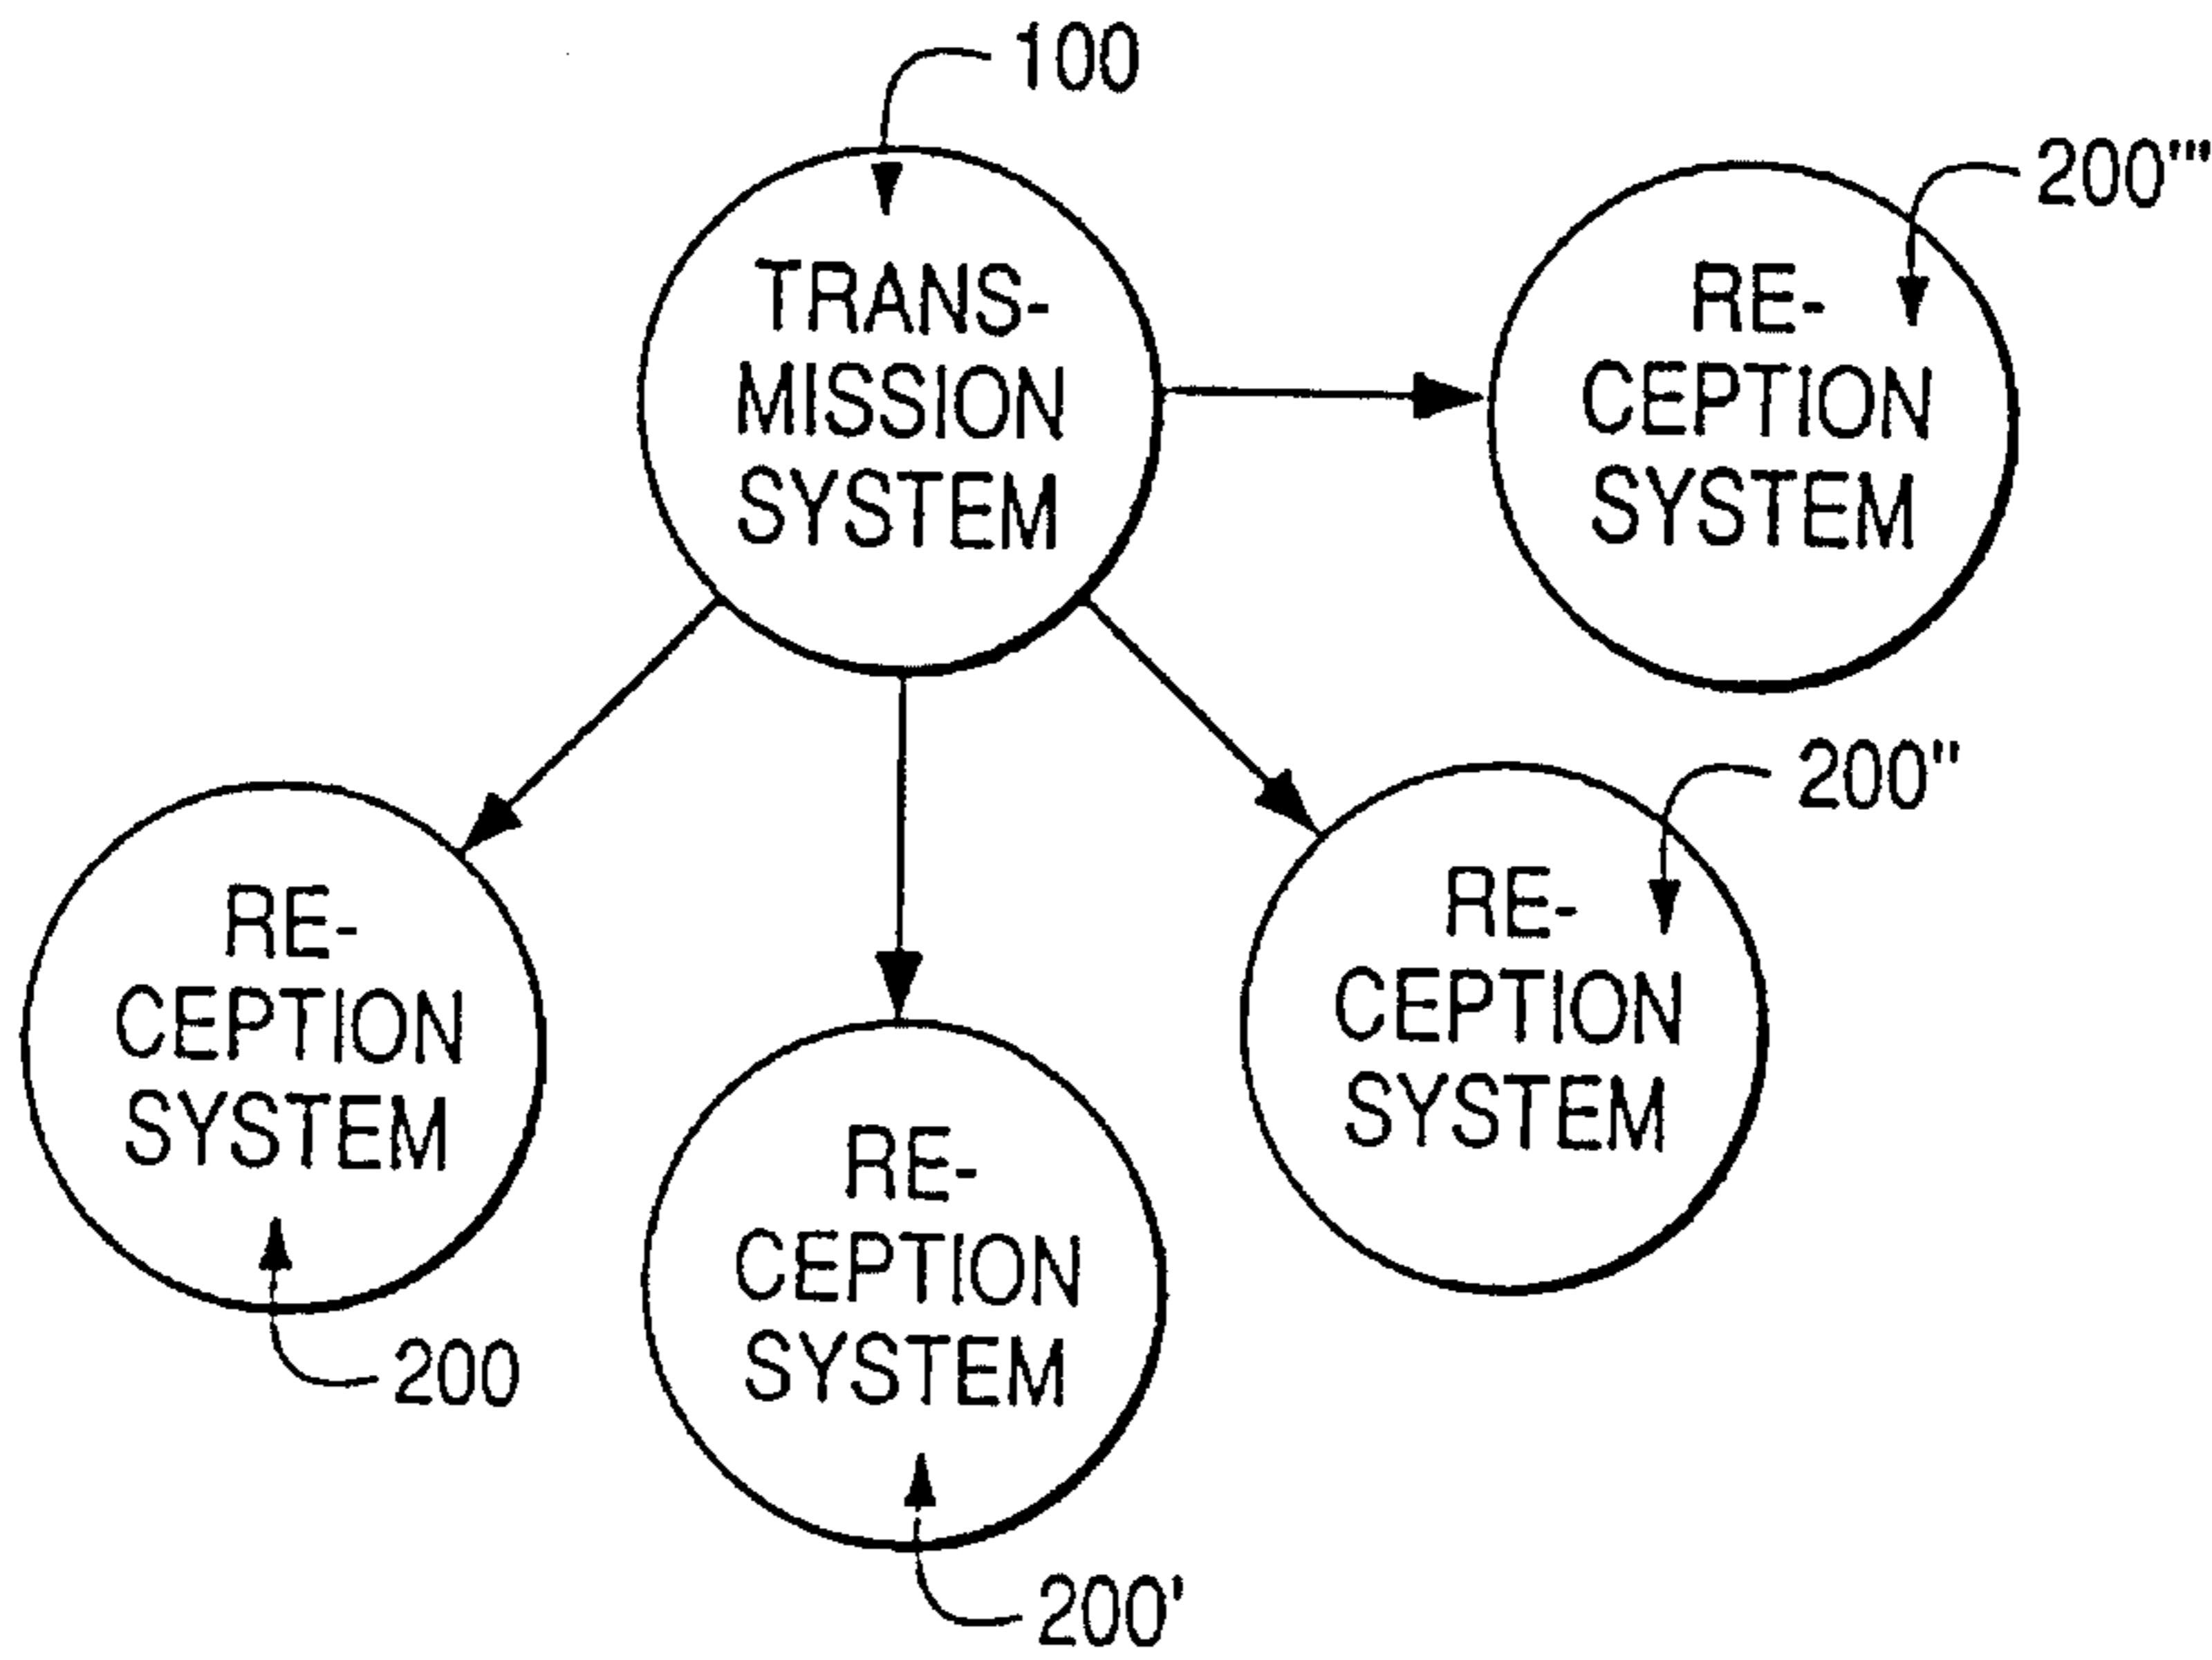 100
TRANS-
MISSION
SYSTEM
200'''
RE-
CEPTION
SYSTEM
200''
RE-
CEPTION
SYSTEM
RE-
CEPTION
SYSTEM
200
RE-
CEPTION
SYSTEM
200'